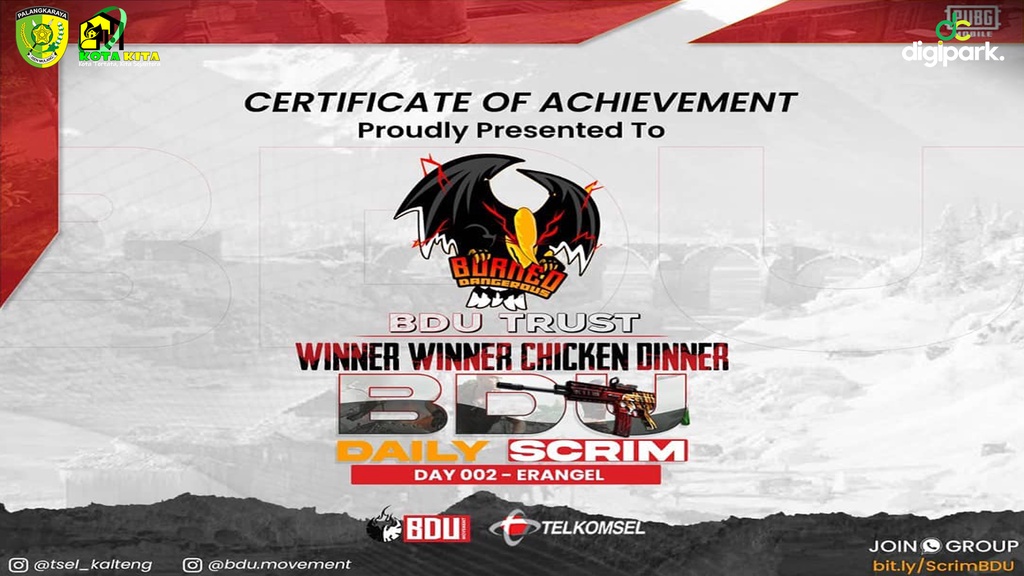 PALANGKARAYA
KOTA KITA
PUBG
MOBILE
digipark.
CERTIFICATE OF ACHIEVEMENT
Proudly Presented To
BORNEO
DANGEROUS
BDU TRUST
WINNER WINNER CHICKEN DINNER
BDU
DAILY SCRIM
DAY 002 - ERANGEL
BDU
TELKOMSEL
@tsel_kalteng
@bdu.movement
JOIN GROUP
bit.ly/ScrimBDU